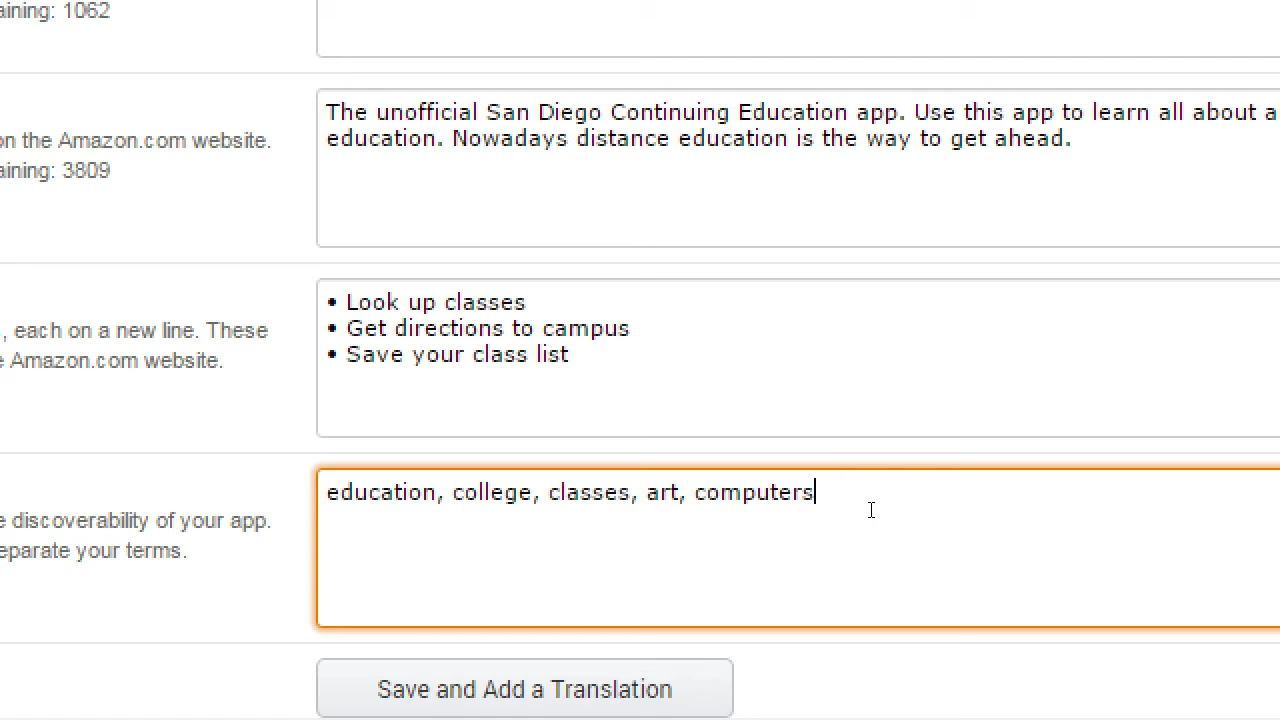 aining: 1062
The unofficial San Diego Continuing Education app. Use this app to learn all about a
education. Nowadays distance education is the way to get ahead.
on the Amazon.com website.
aining: 3809
• Look up classes
• Get directions to campus
• Save your class list
, each on a new line. These
e Amazon.com website.
education, college, classes, art, computers
e discoverability of your app.
eparate your terms.
Save and Add a Translation